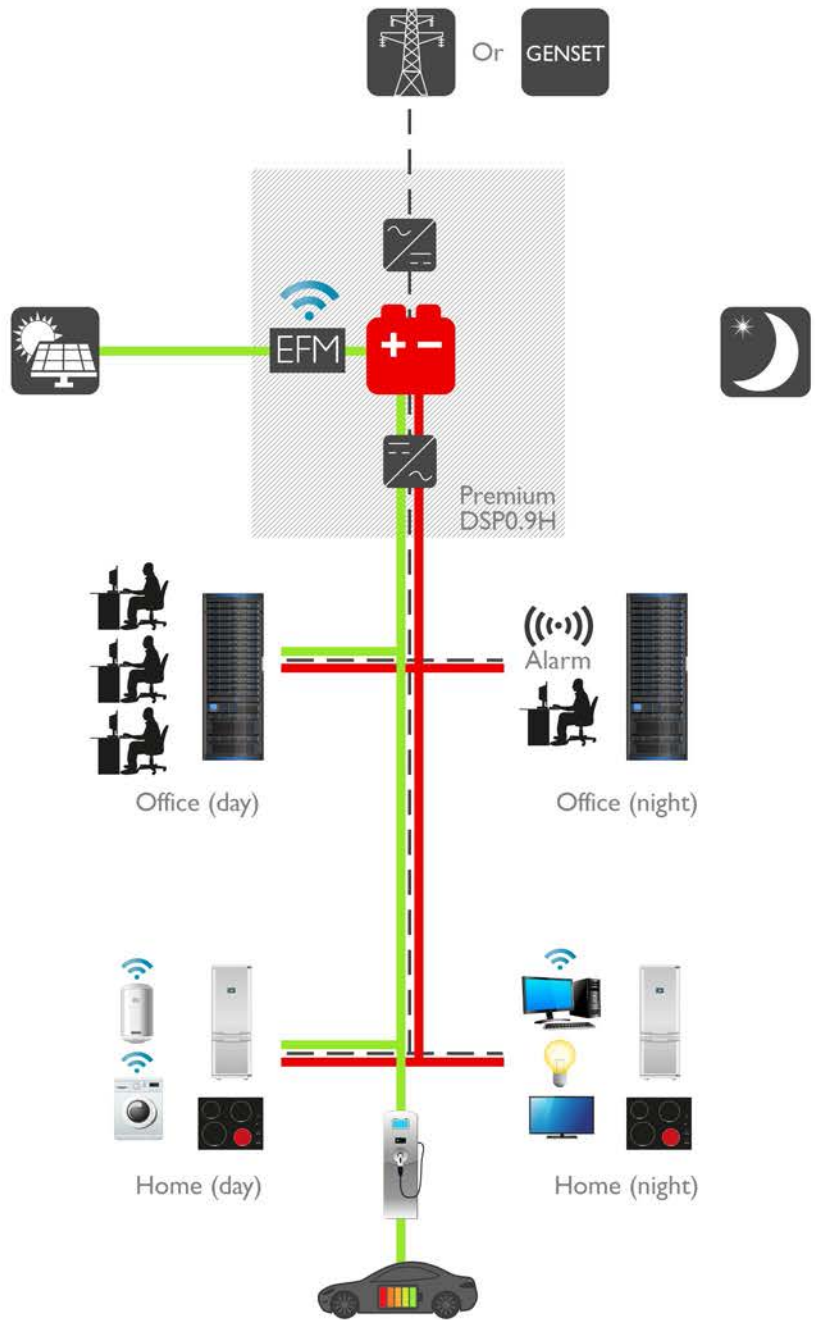 Or
GENSET
EFM
+ −
Premium
DSP0.9H
Alarm
Office (day)
Office (night)
Home (day)
Home (night)